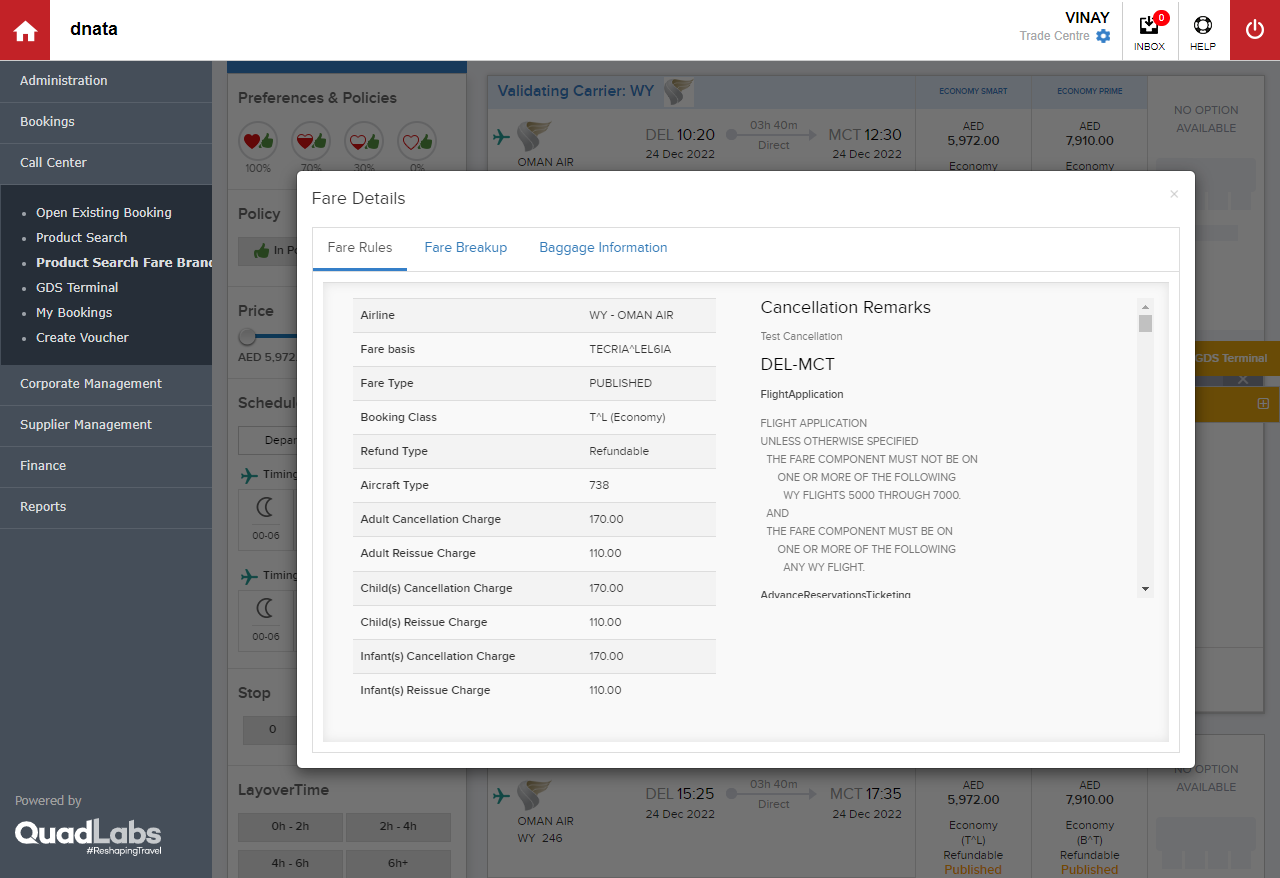 dnata
VINAY
Trade Centre
0
INBOX
HELP
Administration
Bookings
Call Center
Open Existing Booking
Product Search
Product Search Fare Bran
GDS Terminal
My Bookings
Create Voucher
Corporate Management
Supplier Management
Finance
Reports
Powered by
QuadLabs
#ReshapingTravel
Preferences & Policies
100% 70% 30% 0%
Policy
In Po
Price
AED 5,972.
Schedul
Depar
Timing
00-06
Timing
00-06
Stop
0
LayoverTime
0h - 2h 2h - 4h
4h - 6h 6h+
Validating Carrier: WY
ECONOMY SMART ECONOMY PRIME
NO OPTION
AVAILABLE
OMAN AIR
DEL 10:20 03h 40m MCT 12:30
24 Dec 2022 Direct 24 Dec 2022
AED
5,972.00
Economy
AED
7,910.00
Economy
GDS Terminal
Fare Details ×
Fare Rules Fare Breakup Baggage Information
Airline WY - OMAN AIR
Fare basis TECRIA^LEL6IA
Fare Type PUBLISHED
Booking Class T^L (Economy)
Refund Type Refundable
Aircraft Type 738
Adult Cancellation Charge 170.00
Adult Reissue Charge 110.00
Child(s) Cancellation Charge 170.00
Child(s) Reissue Charge 110.00
Infant(s) Cancellation Charge 170.00
Infant(s) Reissue Charge 110.00
Cancellation Remarks
Test Cancellation
DEL-MCT
FlightApplication
FLIGHT APPLICATION
UNLESS OTHERWISE SPECIFIED
THE FARE COMPONENT MUST NOT BE ON
ONE OR MORE OF THE FOLLOWING
WY FLIGHTS 5000 THROUGH 7000.
AND
THE FARE COMPONENT MUST BE ON
ONE OR MORE OF THE FOLLOWING
ANY WY FLIGHT.
AdvanceReservationsTicketing
OMAN AIR
WY 246
DEL 15:25 03h 40m MCT 17:35
24 Dec 2022 Direct 24 Dec 2022
AED
5,972.00
Economy
(T^L)
Refundable
Published
AED
7,910.00
Economy
(B^T)
Refundable
Published
NO OPTION
AVAILABLE